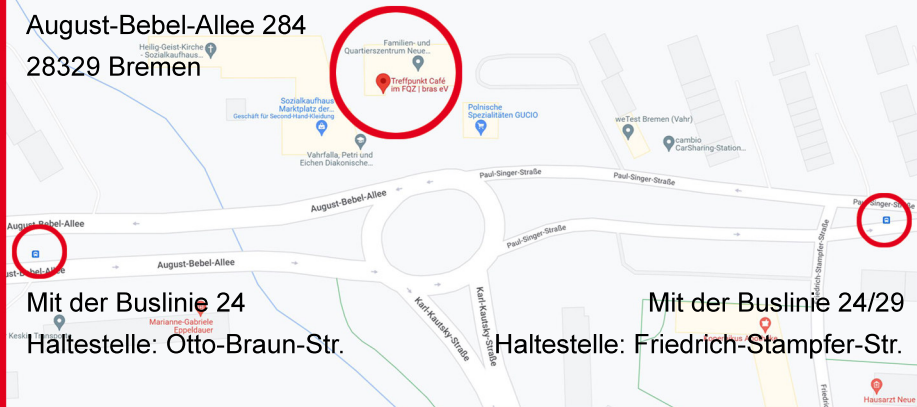 August-Bebel-Allee 284
28329 Bremen
Heilig-Geist-Kirche
- Sozialkaufhaus...
Familien- und
Quartierszentrum Neue...
Treffpunkt Café
im FQZ | bras eV
Sozialkaufhaus
Marktplatz der...
Geschäft für Second-Hand-Kleidung
Polnische
Spezialitäten GUCIO
weTest Bremen (Vahr)
cambio
CarSharing-Station...
Vahrfalla, Petri und
Eichen Diakonische...
Paul-Singer-Straße
Paul-Singer-Straße
August-Bebel-Allee
Paul-Singer-Straße
August-Bebel-Allee
Paul-Singer-Straße
Friedrich-Stampfer-Straße
ust-Bebel-Allee
August-Bebel-Allee
Mit der Buslinie 24
Mit der Buslinie 24/29
Karl-Kautsky-Straße
Karl-Kautsky-Straße
Marianne-Gabriele
Eppeldauer
Haltestelle: Otto-Braun-Str.
Haltestelle: Friedrich-Stampfer-Str.
Friedri
Hausarzt Neue